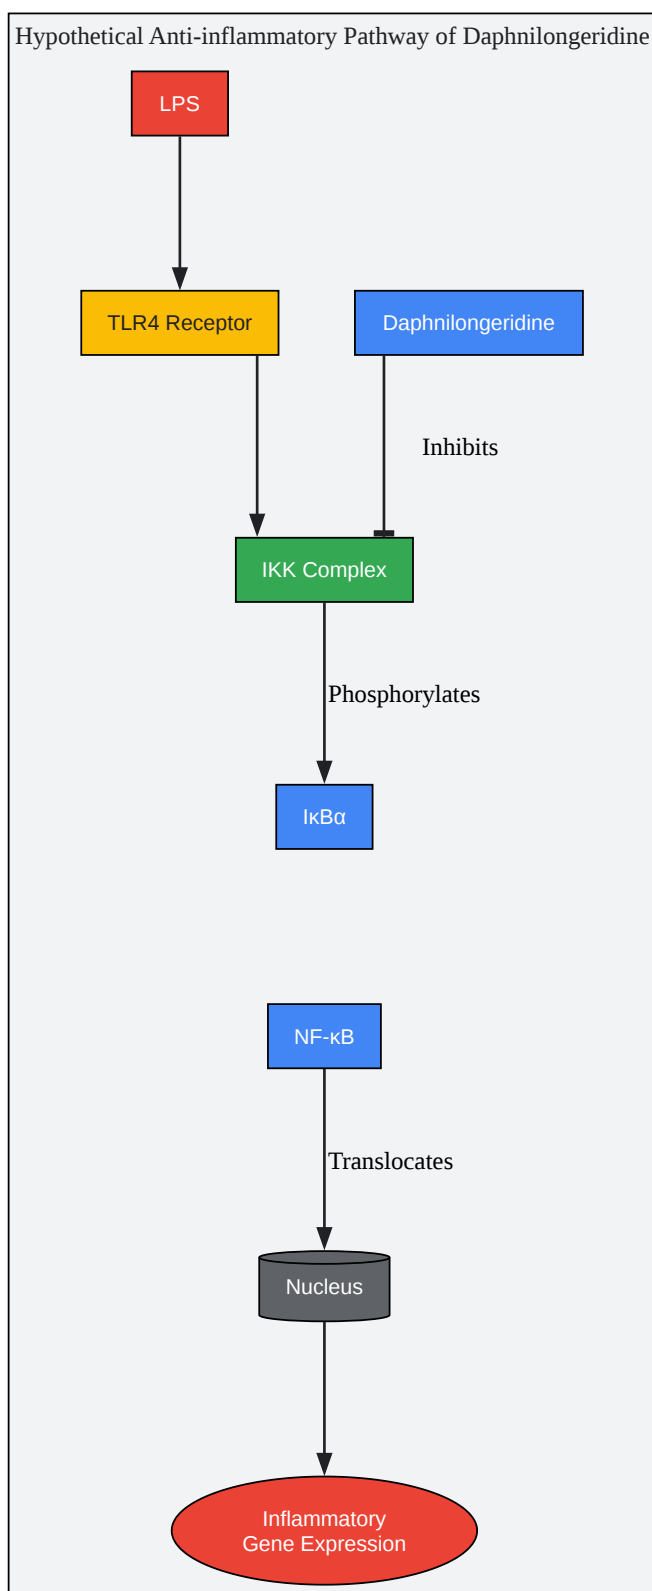 Hypothetical Anti-inflammatory Pathway of Daphnilongeridine
LPS
TLR4 Receptor
Daphnilongeridine
Inhibits
IKK Complex
Phosphorylates
IκBα
NF-κB
Translocates
Nucleus
Inflammatory
Gene Expression